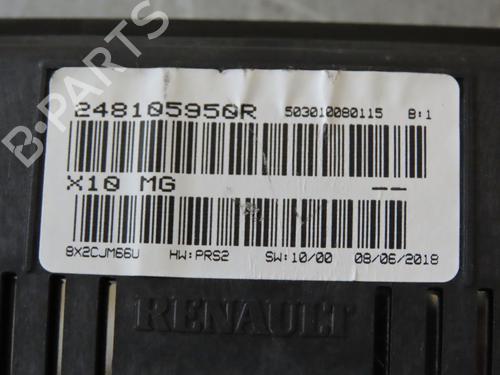 248105950R 503010080115 B:1
X10 MG --
8X2CJM66U HW:PRS2 SW:10/00 08/06/2018
RENAULT
B-PARTS